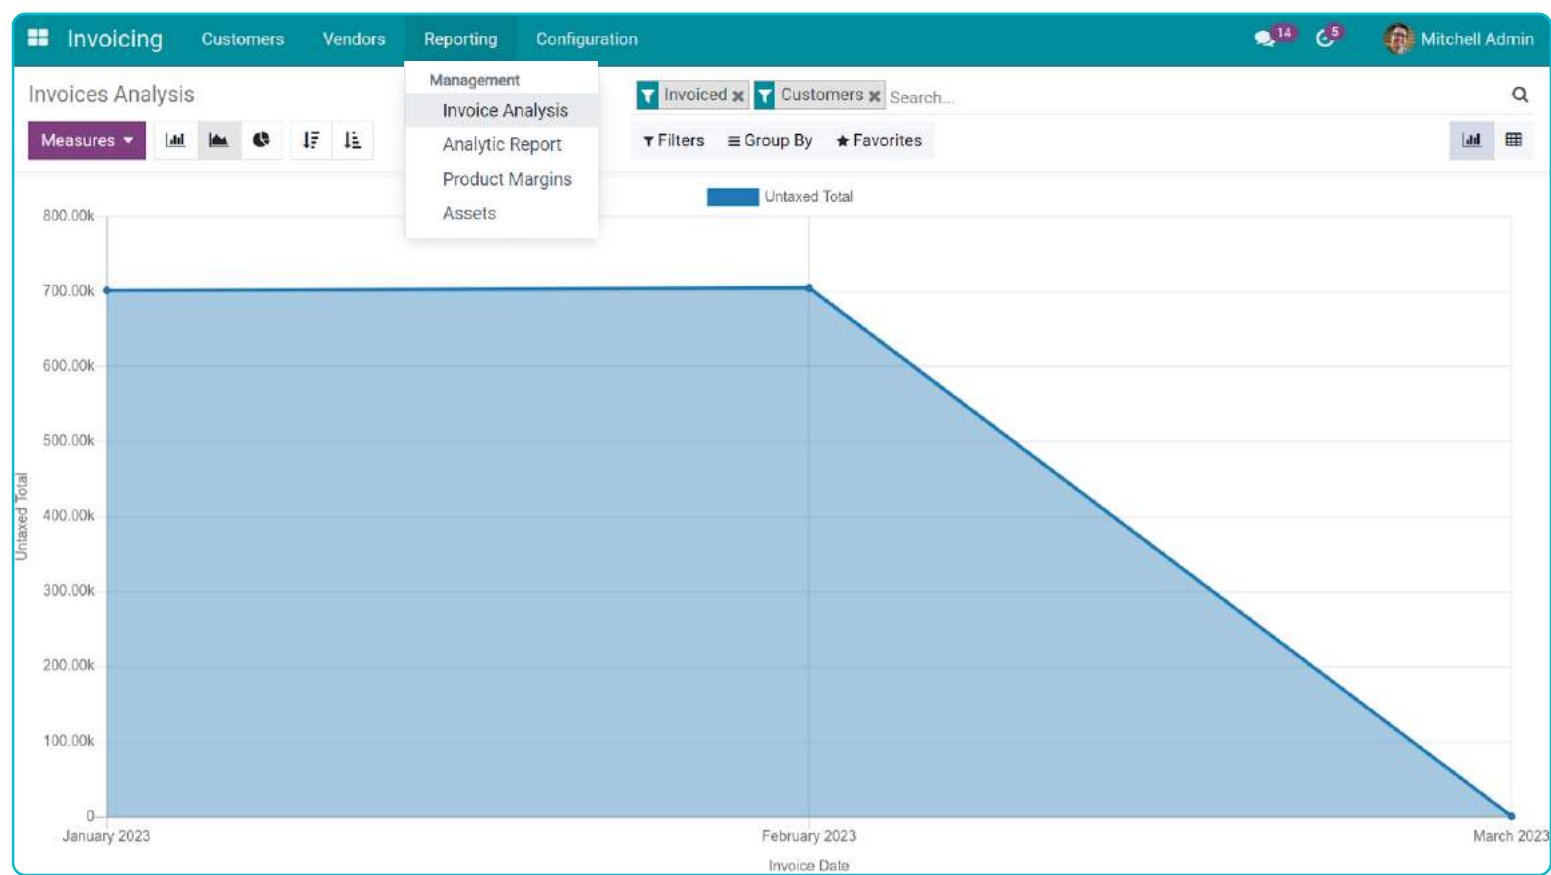 Invoicing Customers Vendors Reporting Configuration 14 5 Mitchell Admin
Invoices Analysis
Management
Invoice Analysis
Analytic Report
Product Margins
Assets
Invoiced Customers Search...
Measures
Filters Group By Favorites
Untaxed Total
800.00k
700.00k
600.00k
500.00k
400.00k
300.00k
200.00k
100.00k
0
Untaxed Total
January 2023 February 2023 March 2023
Invoice Date